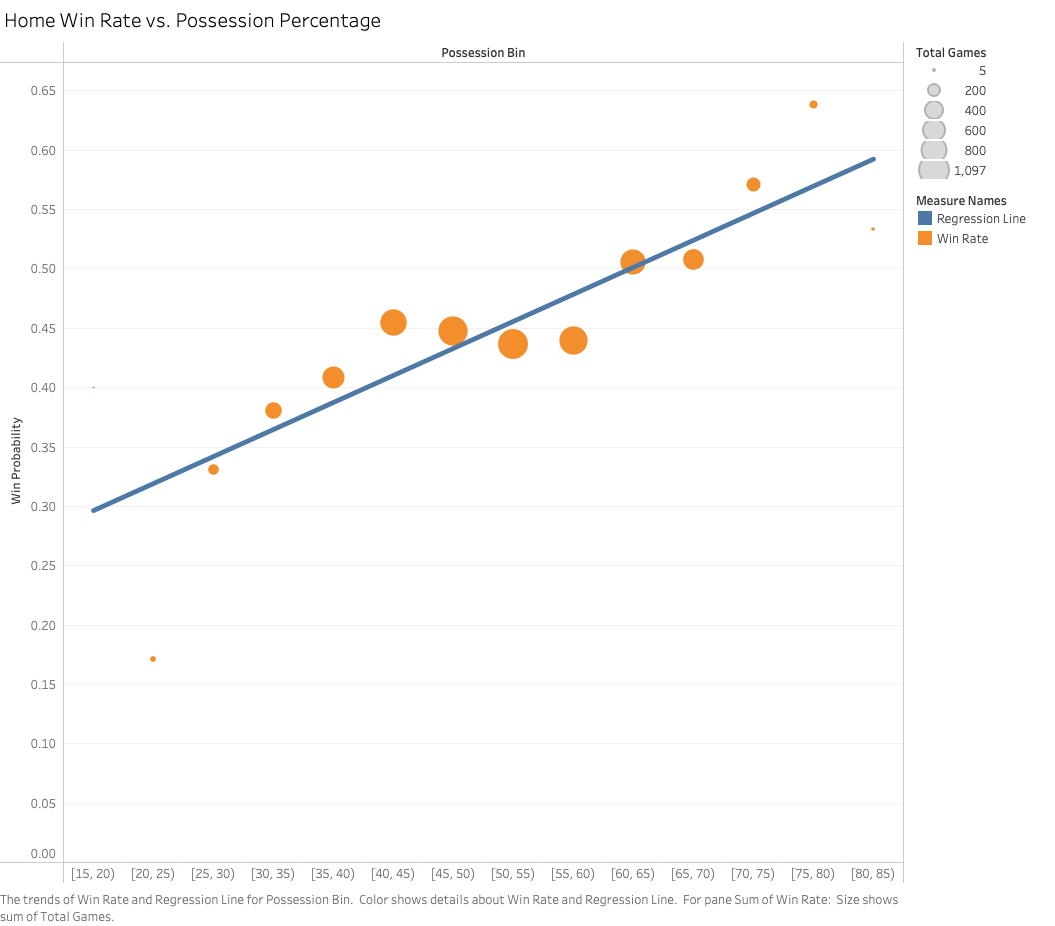 Home Win Rate vs. Possession Percentage
Possession Bin
Total Games
5
200
400
600
800
1,097
Measure Names
Regression Line
Win Rate
Win Probability
0.65
0.60
0.55
0.50
0.45
0.40
0.35
0.30
0.25
0.20
0.15
0.10
0.05
0.00
[15, 20) [20, 25) [25, 30) [30, 35) [35, 40) [40, 45) [45, 50) [50, 55) [55, 60) [60, 65) [65, 70) [70, 75) [75, 80) [80, 85)
The trends of Win Rate and Regression Line for Possession Bin. Color shows details about Win Rate and Regression Line. For pane Sum of Win Rate: Size shows
sum of Total Games.